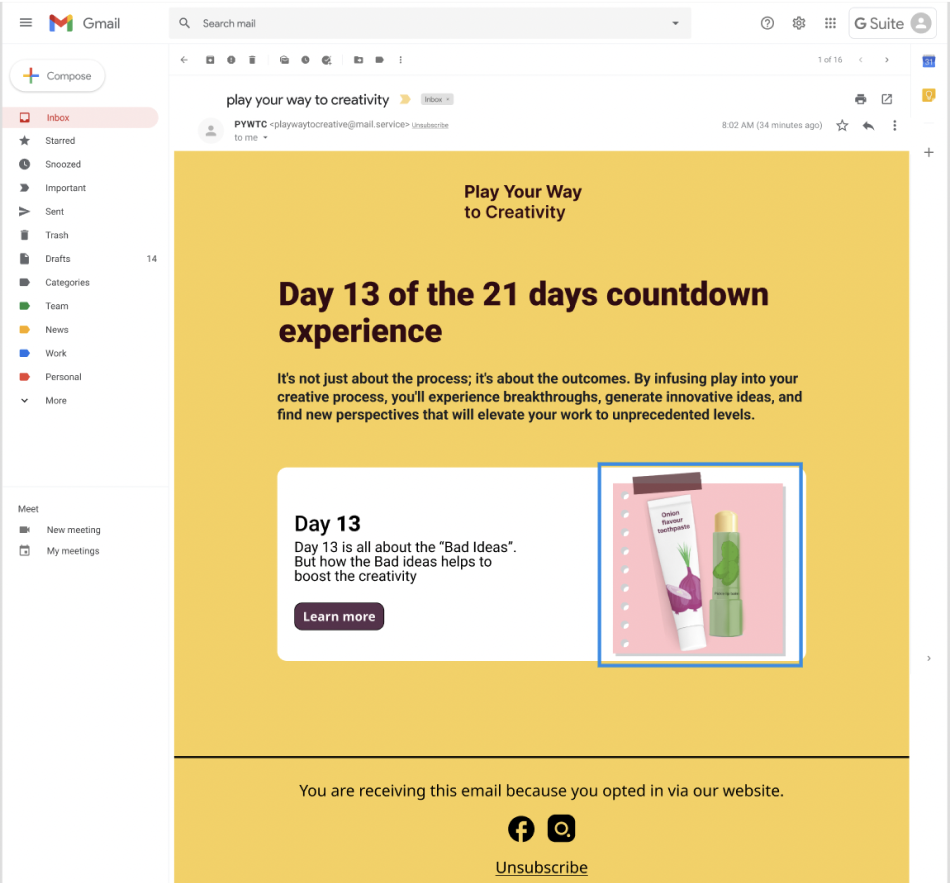 Gmail
Search mail
G Suite
Compose
1 of 16
31
Inbox
Starred
Snoozed
Important
Sent
Trash
Drafts 14
Categories
Team
News
Work
Personal
More
Meet
New meeting
My meetings
play your way to creativity Inbox
PYWTC <playwaytocreative@mail.service> Unsubscribe
8:02 AM (34 minutes ago)
to me
Play Your Way
to Creativity
Day 13 of the 21 days countdown
experience
It's not just about the process; it's about the outcomes. By infusing play into your
creative process, you'll experience breakthroughs, generate innovative ideas, and
find new perspectives that will elevate your work to unprecedented levels.
Day 13
Day 13 is all about the “Bad Ideas”.
But how the Bad ideas helps to
boost the creativity
Learn more
Onion
flavour
toothpaste
You are receiving this email because you opted in via our website.
Unsubscribe